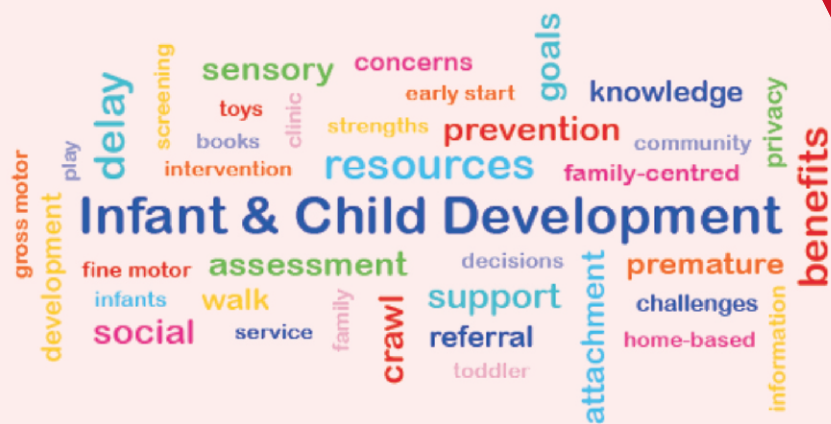 sensory concerns goals
delay screening toys clinic early start knowledge privacy
books strengths prevention community
play intervention resources family-centred benefits
gross motor Infant & Child Development
development fine motor assessment decisions attachment premature
infants walk family crawl support challenges information
social service referral home-based
toddler